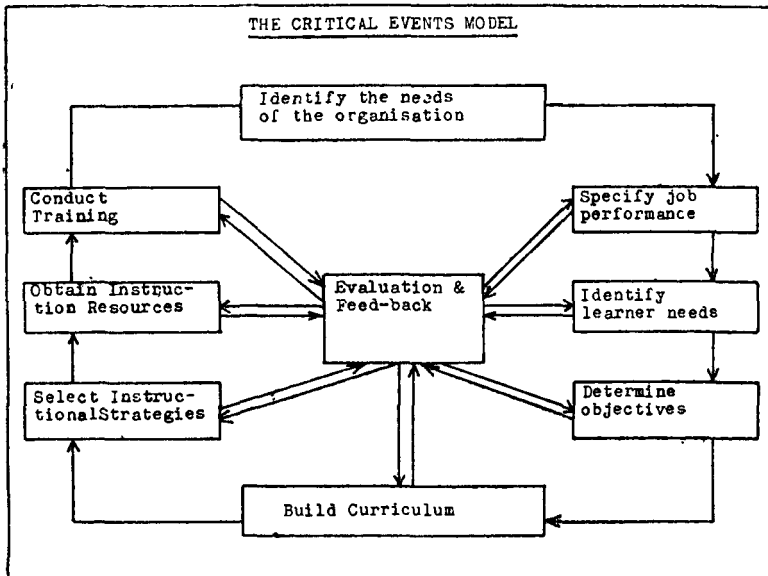 THE CRITICAL EVENTS MODEL
Identify the needs
of the organisation
Conduct
Training
Specify job
performance
Obtain Instruc-
tion Resources
Evaluation &
Feed-back
Identify
learner needs
Select Instruc-
tionalStrategies
Determine
objectives
Build Curriculum